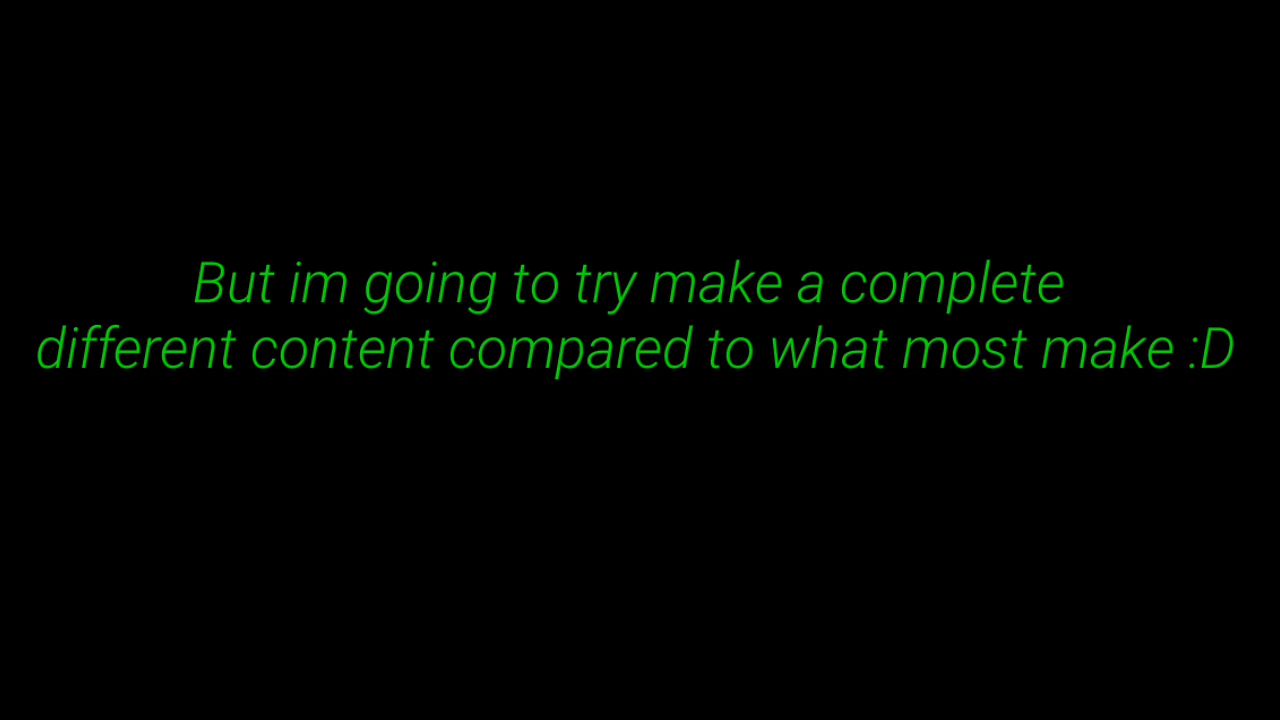 But im going to try make a complete
different content compared to what most make :D